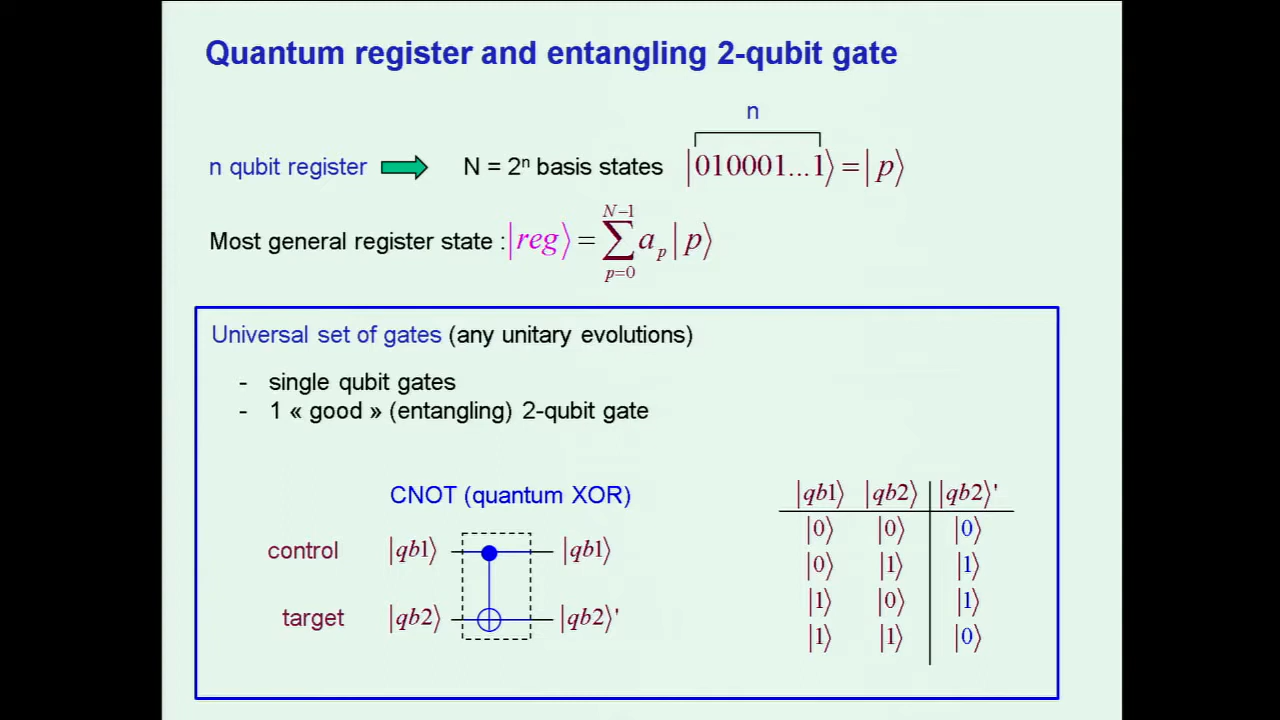 Quantum register and entangling 2-qubit gate
n
n qubit register N = 2ⁿ basis states |010001...1⟩ = | p⟩
N−1
Most general register state : |reg⟩ = ∑ aₚ | p⟩
p=0
Universal set of gates (any unitary evolutions)
- single qubit gates
- 1 « good » (entangling) 2-qubit gate
CNOT (quantum XOR)
control |qb1⟩ |qb1⟩
target |qb2⟩ |qb2⟩'
|qb1⟩ |qb2⟩ |qb2⟩'
|0⟩ |0⟩ |0⟩
|0⟩ |1⟩ |1⟩
|1⟩ |0⟩ |1⟩
|1⟩ |1⟩ |0⟩